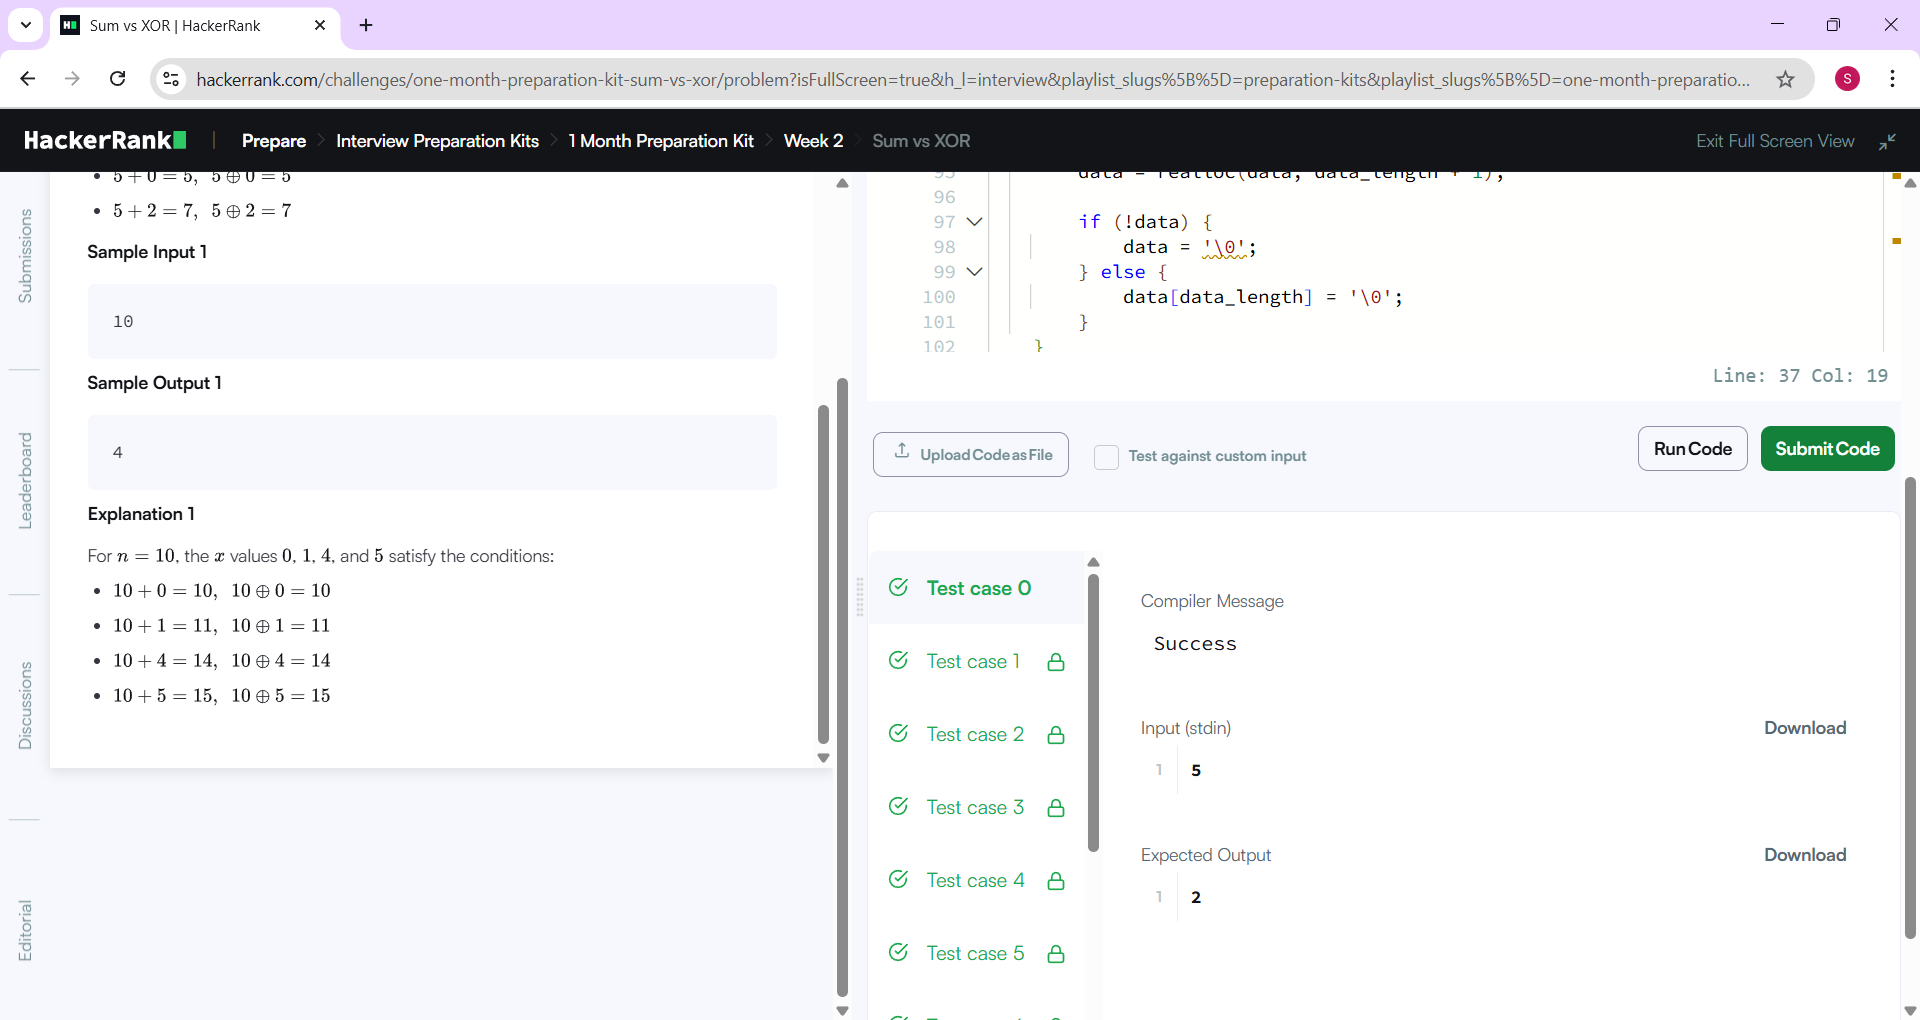 Sum vs XOR | HackerRank
hackerrank.com/challenges/one-month-preparation-kit-sum-vs-xor/problem?isFullScreen=true&h_l=interview&playlist_slugs%5B%5D=preparation-kits&playlist_slugs%5B%5D=one-month-preparatio...
S
HackerRank
Prepare
Interview Preparation Kits
1 Month Preparation Kit
Week 2
Sum vs XOR
Exit Full Screen View
Submissions
Leaderboard
Discussions
Editorial
• 5 + 0 = 5, 5 ⊕ 0 = 5
• 5 + 2 = 7, 5 ⊕ 2 = 7
Sample Input 1
10
Sample Output 1
4
Explanation 1
For n = 10, the x values 0, 1, 4, and 5 satisfy the conditions:
• 10 + 0 = 10, 10 ⊕ 0 = 10
• 10 + 1 = 11, 10 ⊕ 1 = 11
• 10 + 4 = 14, 10 ⊕ 4 = 14
• 10 + 5 = 15, 10 ⊕ 5 = 15
95 data = realloc(data, data_length + 1);
96
97 if (!data) {
98 data = '\0';
99 } else {
100 data[data_length] = '\0';
101 }
102 }
Line: 37 Col: 19
Upload Code as File
Test against custom input
Run Code
Submit Code
Test case 0
Test case 1
Test case 2
Test case 3
Test case 4
Test case 5
Compiler Message
Success
Input (stdin)
Download
1 5
Expected Output
Download
1 2